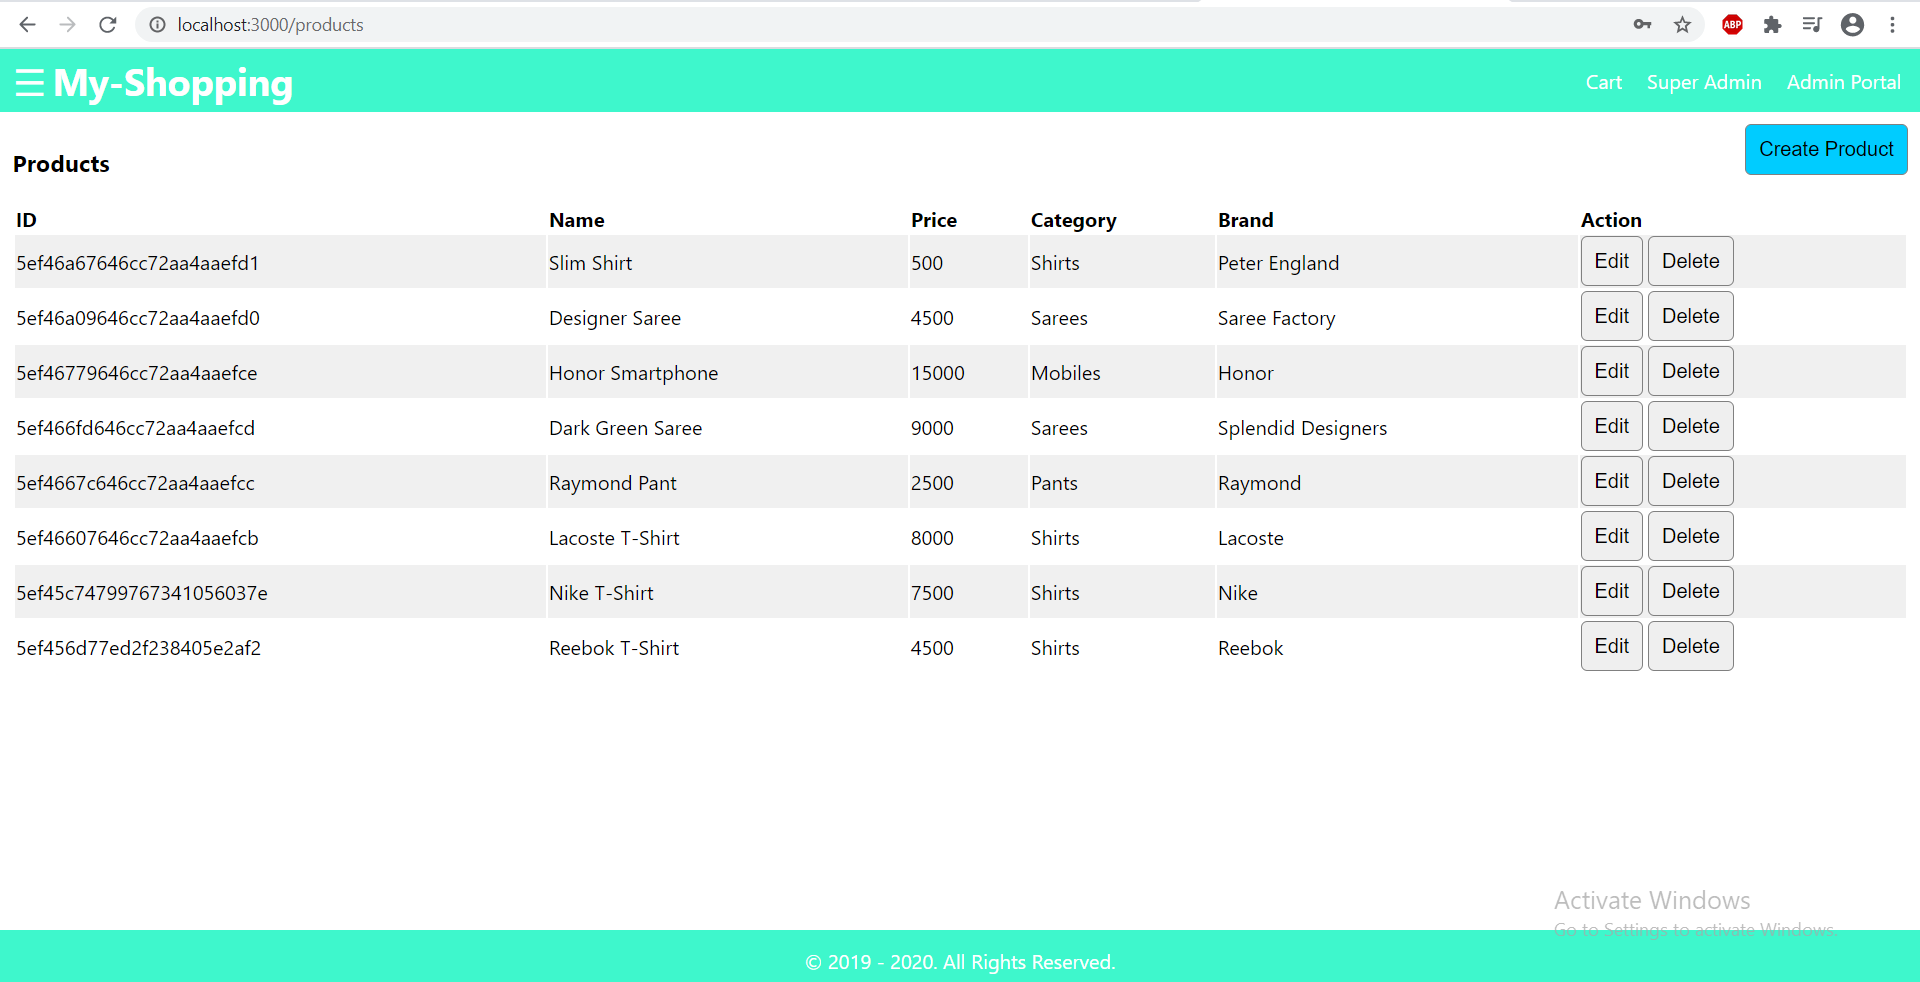 localhost:3000/products
ABP
☰ My-Shopping Cart Super Admin Admin Portal
Create Product
Products
ID Name Price Category Brand Action
5ef46a67646cc72aa4aaefd1 Slim Shirt 500 Shirts Peter England Edit Delete
5ef46a09646cc72aa4aaefd0 Designer Saree 4500 Sarees Saree Factory Edit Delete
5ef46779646cc72aa4aaefce Honor Smartphone 15000 Mobiles Honor Edit Delete
5ef466fd646cc72aa4aaefcd Dark Green Saree 9000 Sarees Splendid Designers Edit Delete
5ef4667c646cc72aa4aaefcc Raymond Pant 2500 Pants Raymond Edit Delete
5ef46607646cc72aa4aaefcb Lacoste T-Shirt 8000 Shirts Lacoste Edit Delete
5ef45c74799767341056037e Nike T-Shirt 7500 Shirts Nike Edit Delete
5ef456d77ed2f238405e2af2 Reebok T-Shirt 4500 Shirts Reebok Edit Delete
Activate Windows
Go to Settings to activate Windows.
© 2019 - 2020. All Rights Reserved.